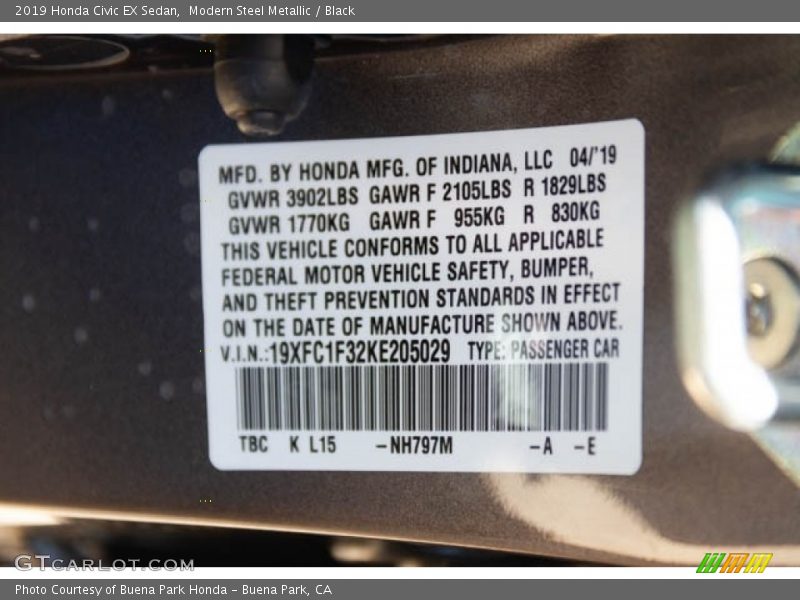 2019 Honda Civic EX Sedan,  Modern Steel Metallic / Black
MFD. BY HONDA MFG. OF INDIANA, LLC 04/'19
GVWR 3902LBS GAWR F 2105LBS R 1829LBS
GVWR 1770KG GAWR F 955KG R 830KG
THIS VEHICLE CONFORMS TO ALL APPLICABLE
FEDERAL MOTOR VEHICLE SAFETY, BUMPER,
AND THEFT PREVENTION STANDARDS IN EFFECT
ON THE DATE OF MANUFACTURE SHOWN ABOVE.
V.I.N.:19XFC1F32KE205029 TYPE: PASSENGER CAR
TBC K L15 -NH797M -A -E
GTCARLOT.COM
Photo Courtesy of Buena Park Honda - Buena Park, CA